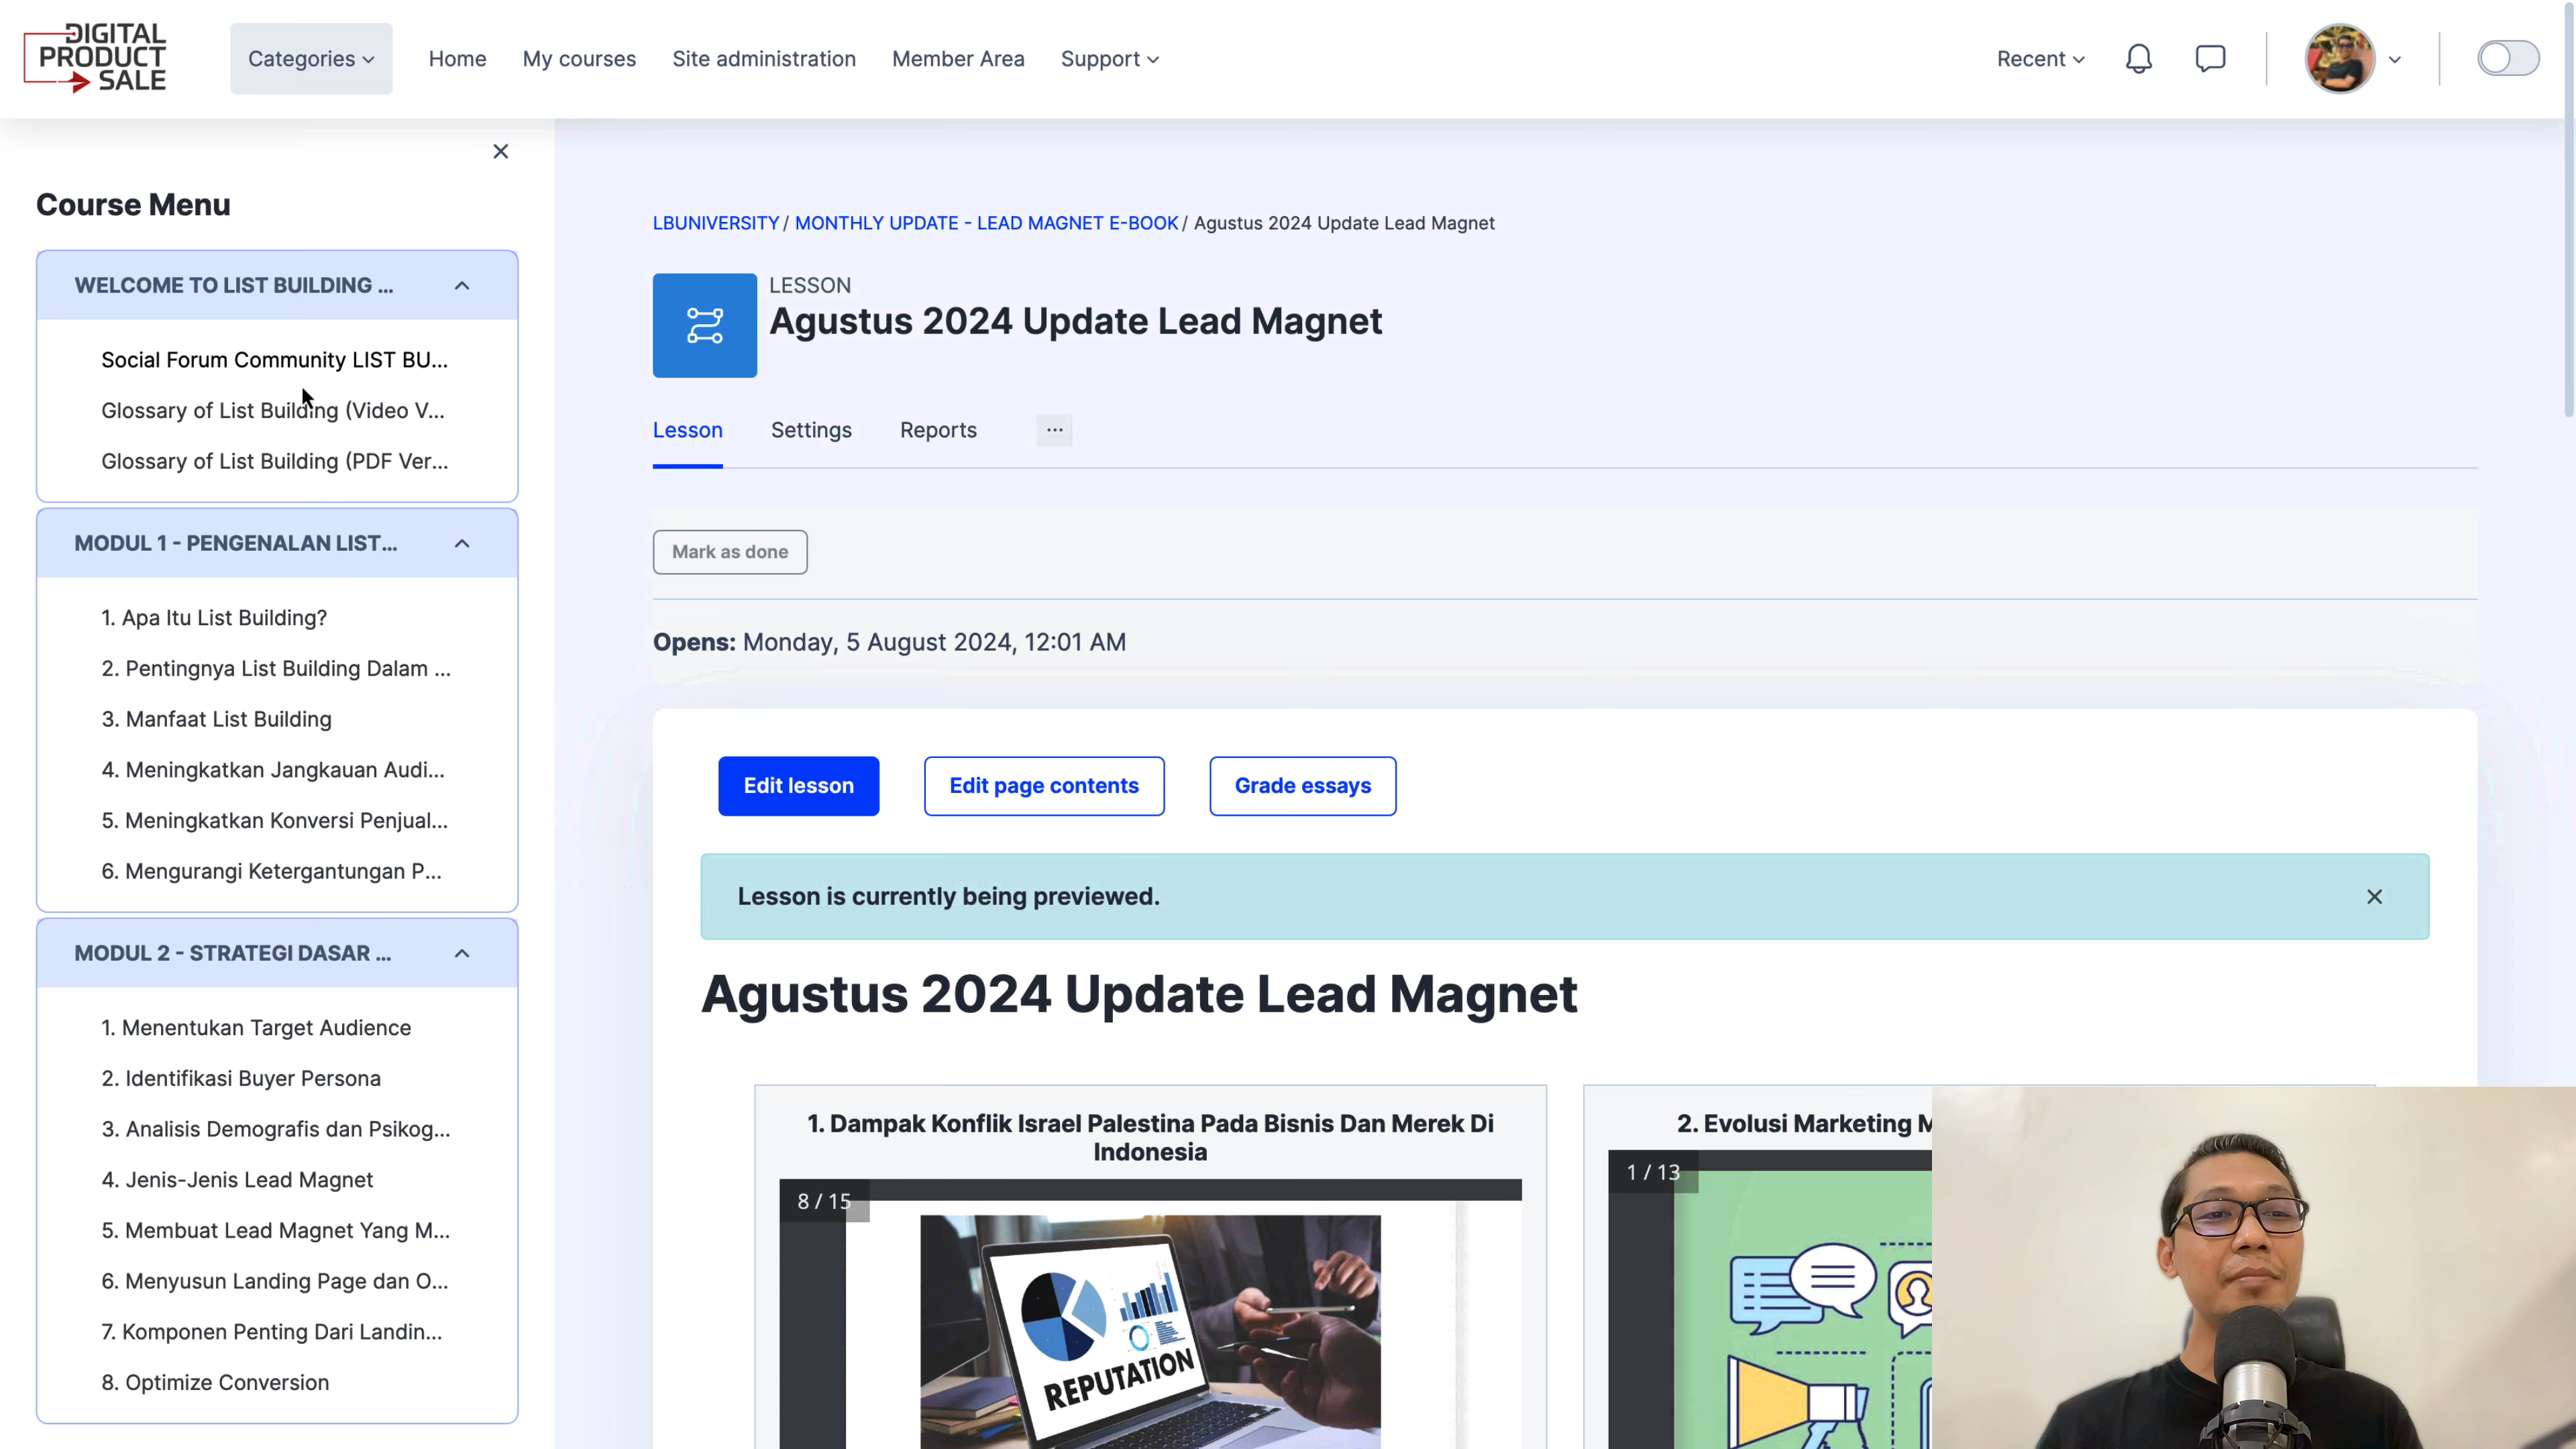 DIGITAL
PRODUCT
SALE
Categories
Home
My courses
Site administration
Member Area
Support
Recent
Course Menu
WELCOME TO LIST BUILDING ...
Social Forum Community LIST BU...
Glossary of List Building (Video V...
Glossary of List Building (PDF Ver...
MODUL 1 - PENGENALAN LIST...
1. Apa Itu List Building?
2. Pentingnya List Building Dalam ...
3. Manfaat List Building
4. Meningkatkan Jangkauan Audi...
5. Meningkatkan Konversi Penjual...
6. Mengurangi Ketergantungan P...
MODUL 2 - STRATEGI DASAR ...
1. Menentukan Target Audience
2. Identifikasi Buyer Persona
3. Analisis Demografis dan Psikog...
4. Jenis-Jenis Lead Magnet
5. Membuat Lead Magnet Yang M...
6. Menyusun Landing Page dan O...
7. Komponen Penting Dari Landin...
8. Optimize Conversion
LBUNIVERSITY / MONTHLY UPDATE - LEAD MAGNET E-BOOK / Agustus 2024 Update Lead Magnet
LESSON
Agustus 2024 Update Lead Magnet
Lesson
Settings
Reports
...
Mark as done
Opens: Monday, 5 August 2024, 12:01 AM
Edit lesson
Edit page contents
Grade essays
Lesson is currently being previewed.
Agustus 2024 Update Lead Magnet
1. Dampak Konflik Israel Palestina Pada Bisnis Dan Merek Di
Indonesia
8 / 15
REPUTATION
2. Evolusi Marketing
1 / 13